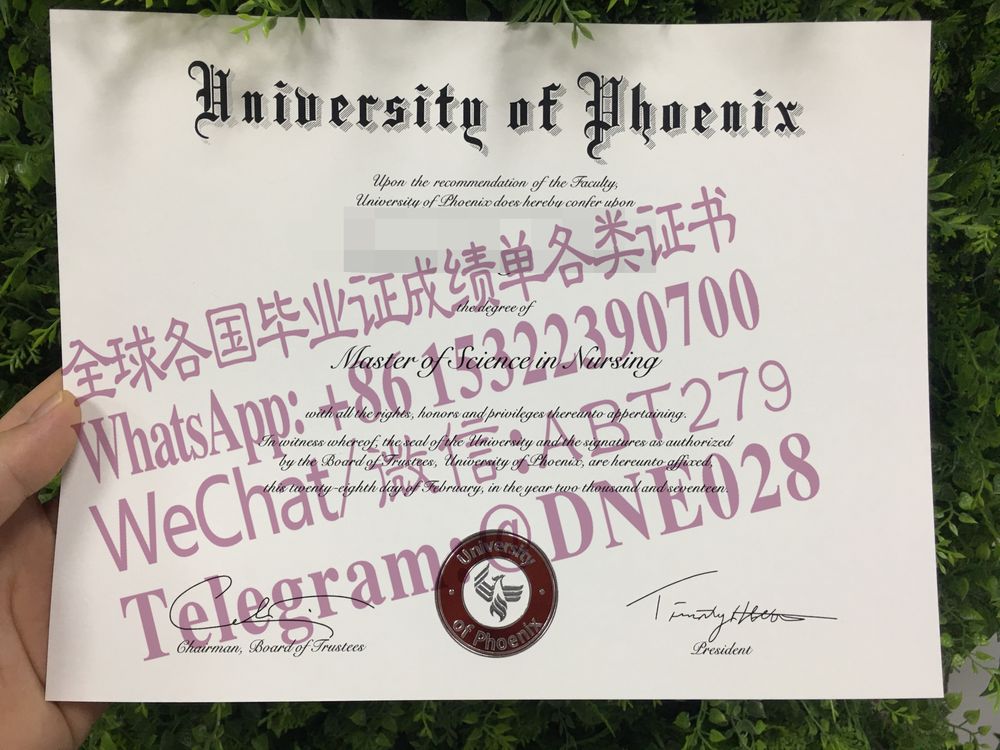 University of Phoenix
Upon the recommendation of the Faculty,
University of Phoenix does hereby confer upon
全球各国毕业证成绩单各类证书
the degree of
Master of Science in Nursing
WhatsApp: +86 15322390700
with all the rights, honors and privileges thereunto appertaining.
In witness whereof, the seal of the University and the signatures as authorized
by the Board of Trustees, University of Phoenix, are hereunto affixed,
this twenty-eighth day of February, in the year two thousand and seventeen.
WeChat/微信:ABT279
Telegram:@DNE028
University
of Phoenix
Chairman, Board of Trustees
President